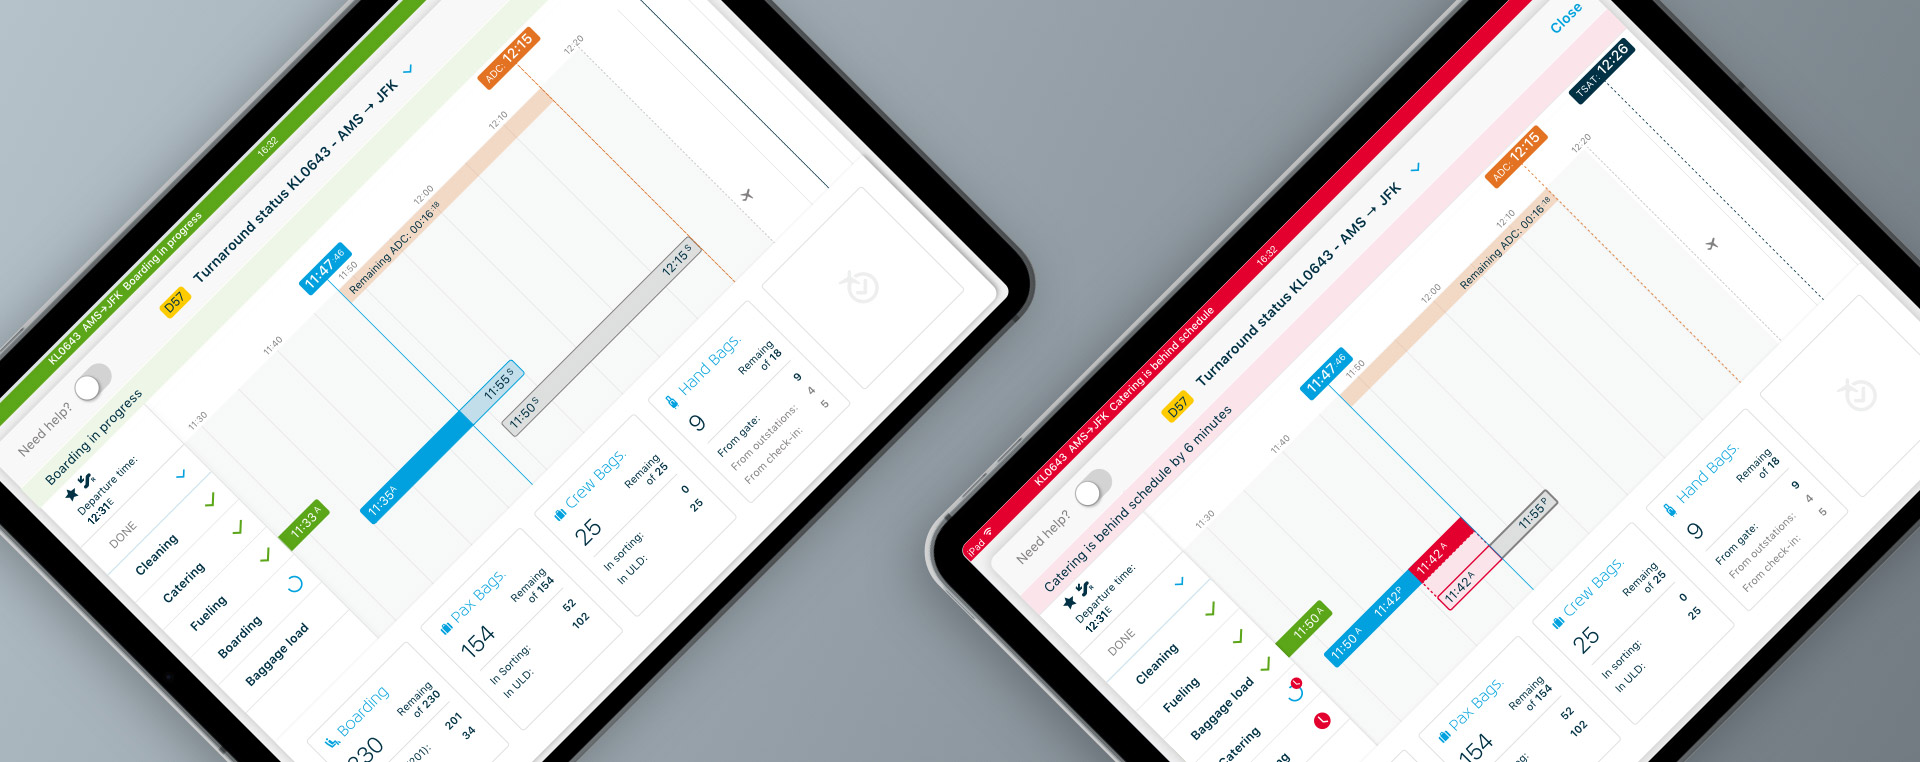 KL0643 AMS→JFK Boarding in progress
16:32
Need help?
D57 Turnaround status KL0643 - AMS → JFK
Boarding in progress
ADC: 12:15
Departure time:
12:31E
11:30
11:40
11:47:46
11:50
12:00
12:10
12:20
Remaining ADC: 00:16:18
DONE
Cleaning
Catering
Fueling
Boarding
Baggage load
11:33 A
11:35 A
11:55 S
11:50 S
12:15 S
Boarding
Remaing
of 230
201
34
Pax Bags.
154
Remaing
of 154
In Sorting: 52
In ULD: 102
Crew Bags.
25
Remaing
of 25
In sorting: 0
In ULD: 25
Hand Bags.
9
Remaing
of 18
From gate: 9
From outstations: 4
From check-in: 5
iPad
KL0643 AMS→JFK Catering is behind schedule
16:32
Need help?
Close
D57 Turnaround status KL0643 - AMS → JFK
Catering is behind schedule by 6 minutes
ADC: 12:15
TSAT: 12:26
Departure time:
12:31E
11:30
11:40
11:47:46
11:50
12:00
12:10
12:20
Remaining ADC: 00:16:18
DONE
Cleaning
Fueling
Baggage load
Catering
11:50 A
11:50 A
11:42 P
11:42 A
11:42 A
11:55 P
Pax Bags.
154
Remaing
of 154
52
102
Crew Bags.
25
Remaing
of 25
In sorting: 0
In ULD: 25
Hand Bags.
9
Remaing
of 18
From gate: 9
From outstations: 4
From check-in: 5